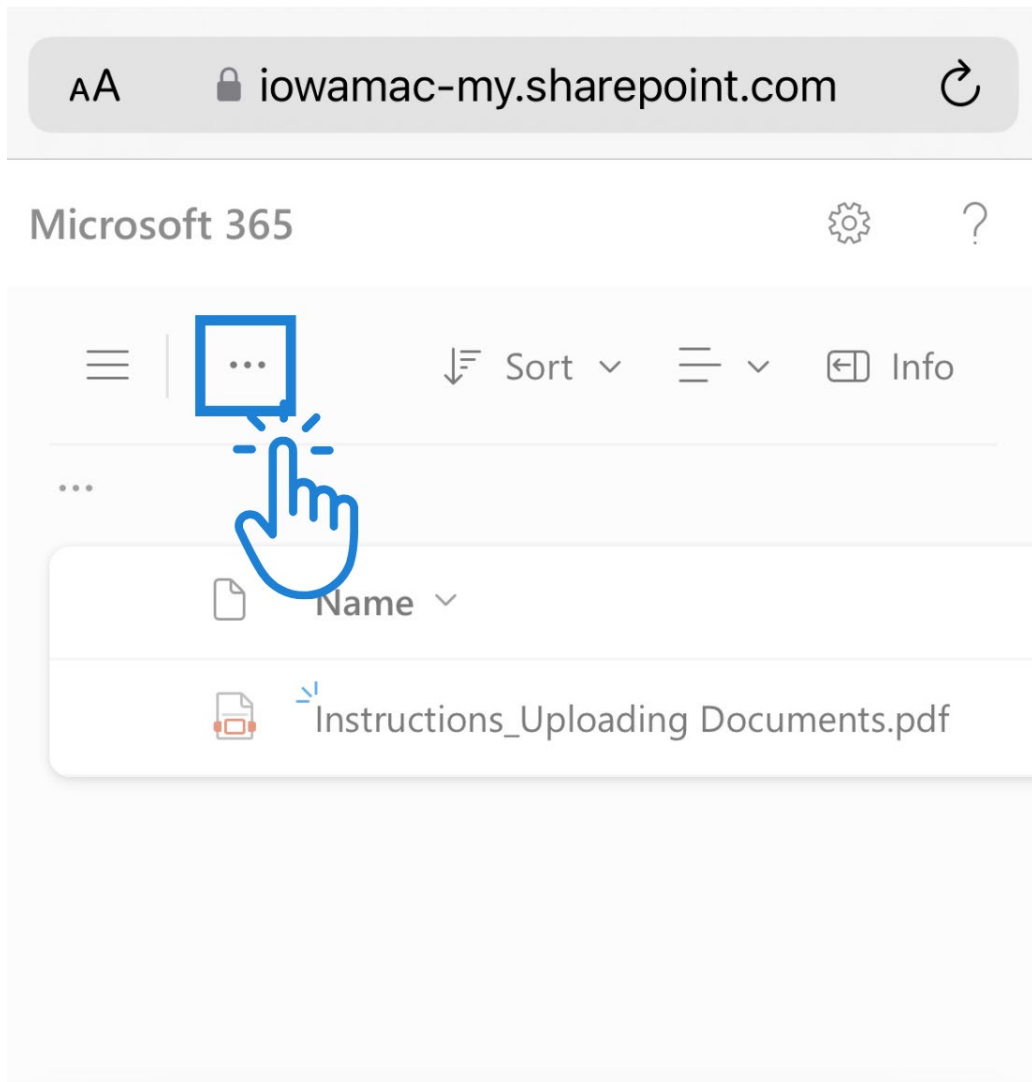 AA iowamac-my.sharepoint.com
Microsoft 365 ?
... Sort Info
...
Name
Instructions_Uploading Documents.pdf